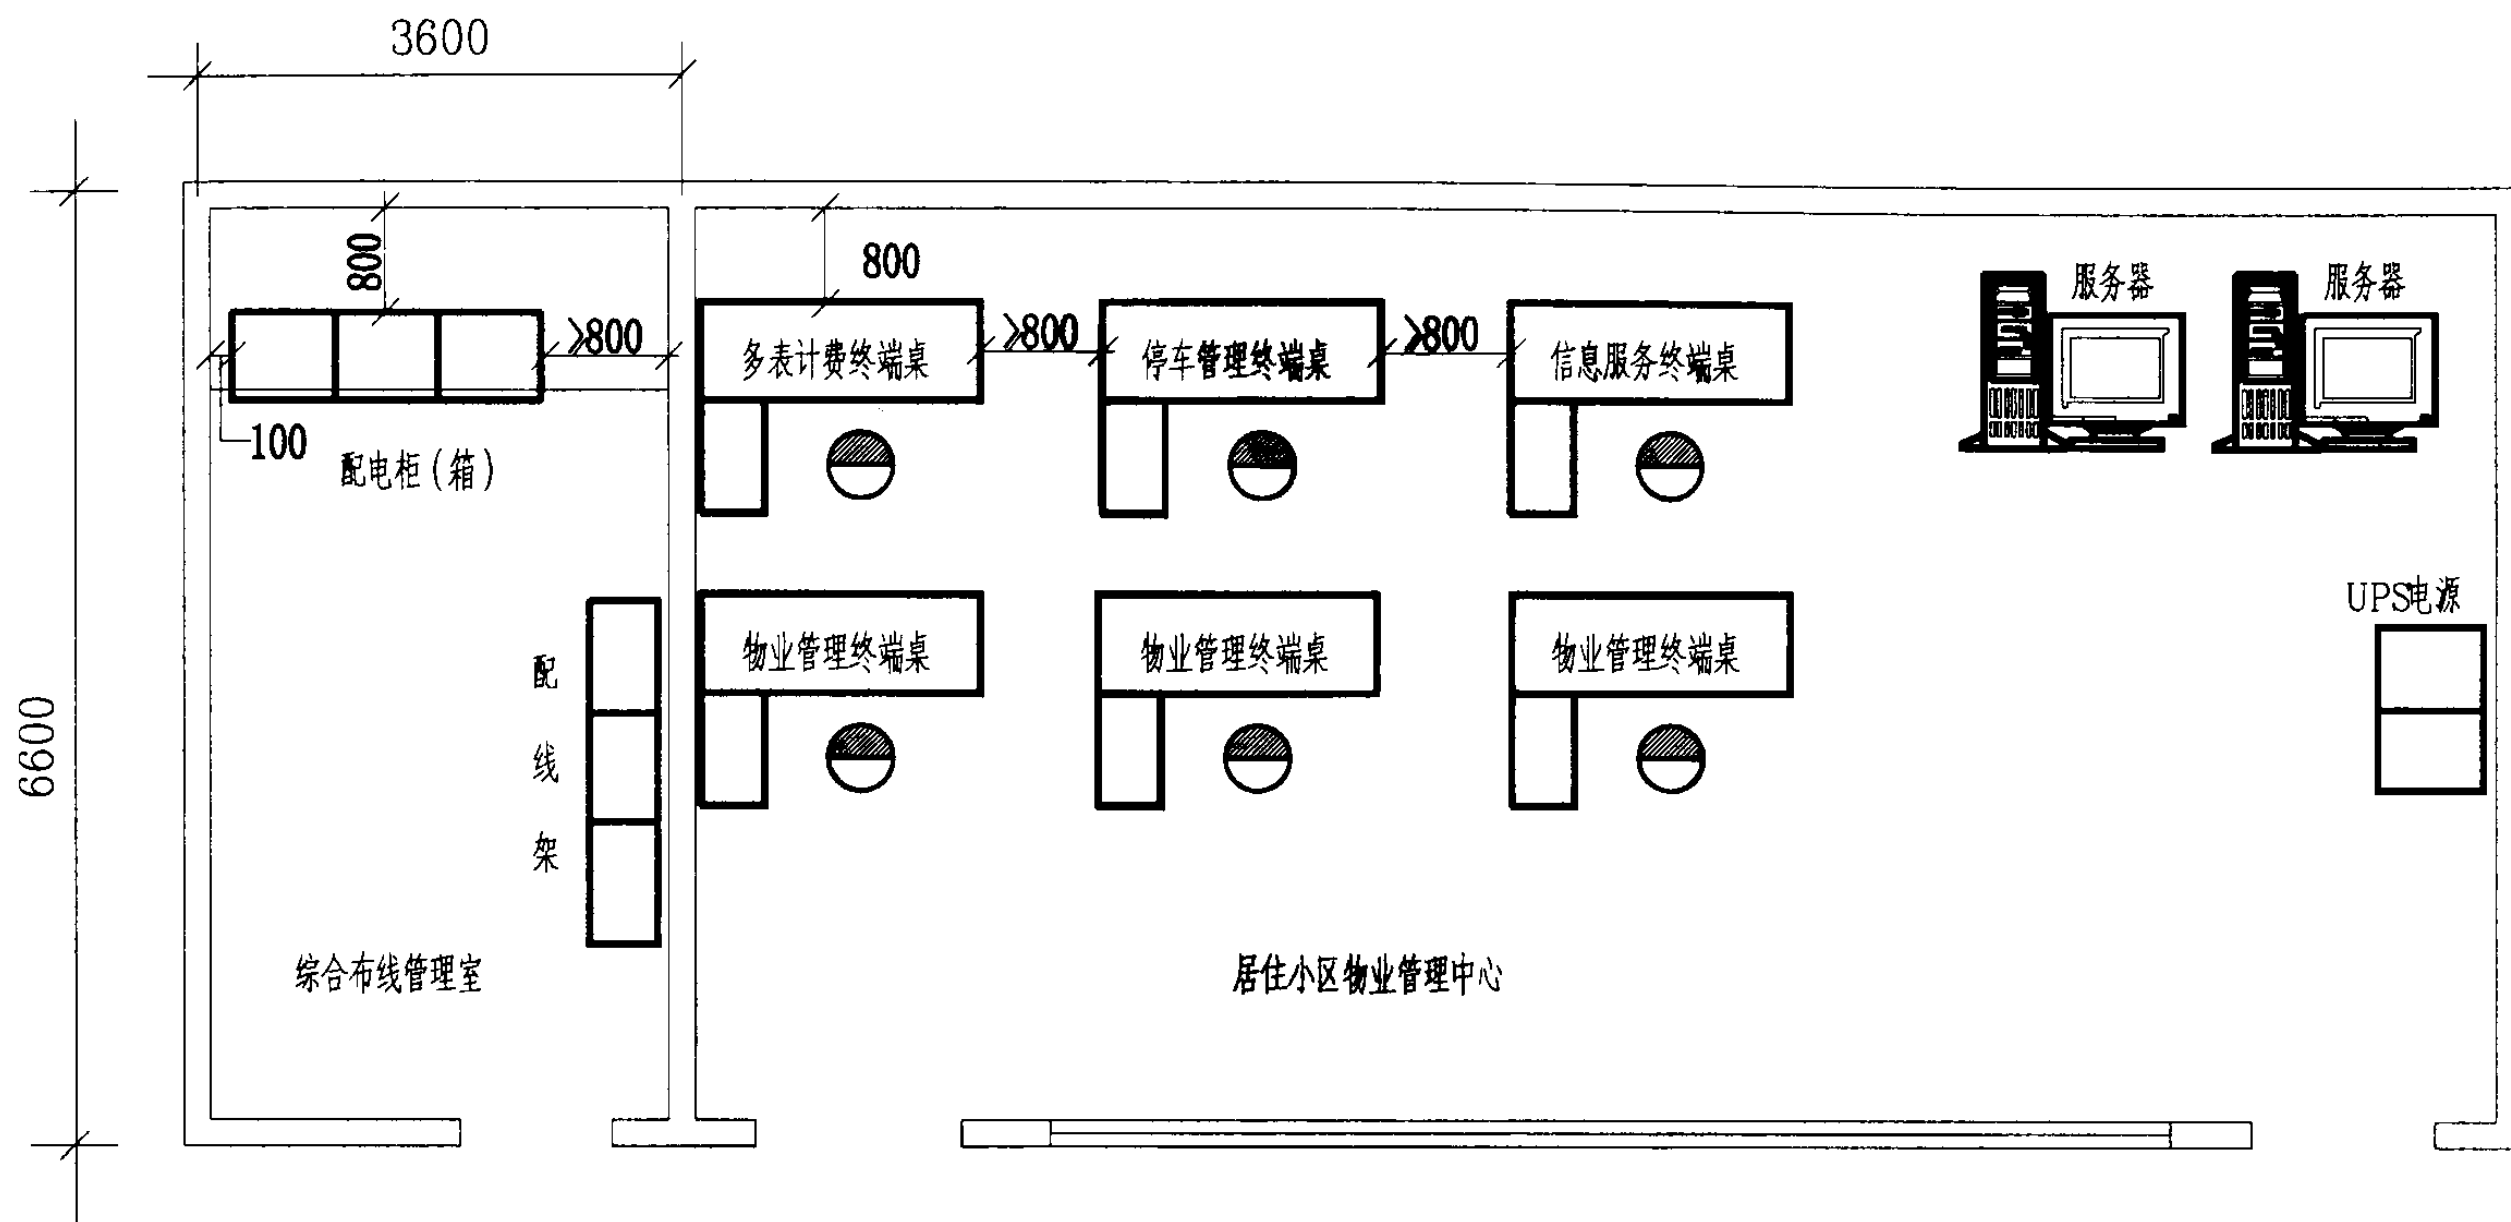 3600
6600
800
800
>800
>800
>800
100
配电柜(箱)
多表计费终端桌
停车管理终端桌
信息服务终端桌
服务器
服务器
UPS电源
物业管理终端桌
物业管理终端桌
物业管理终端桌
配
线
架
综合布线管理室
居住小区物业管理中心